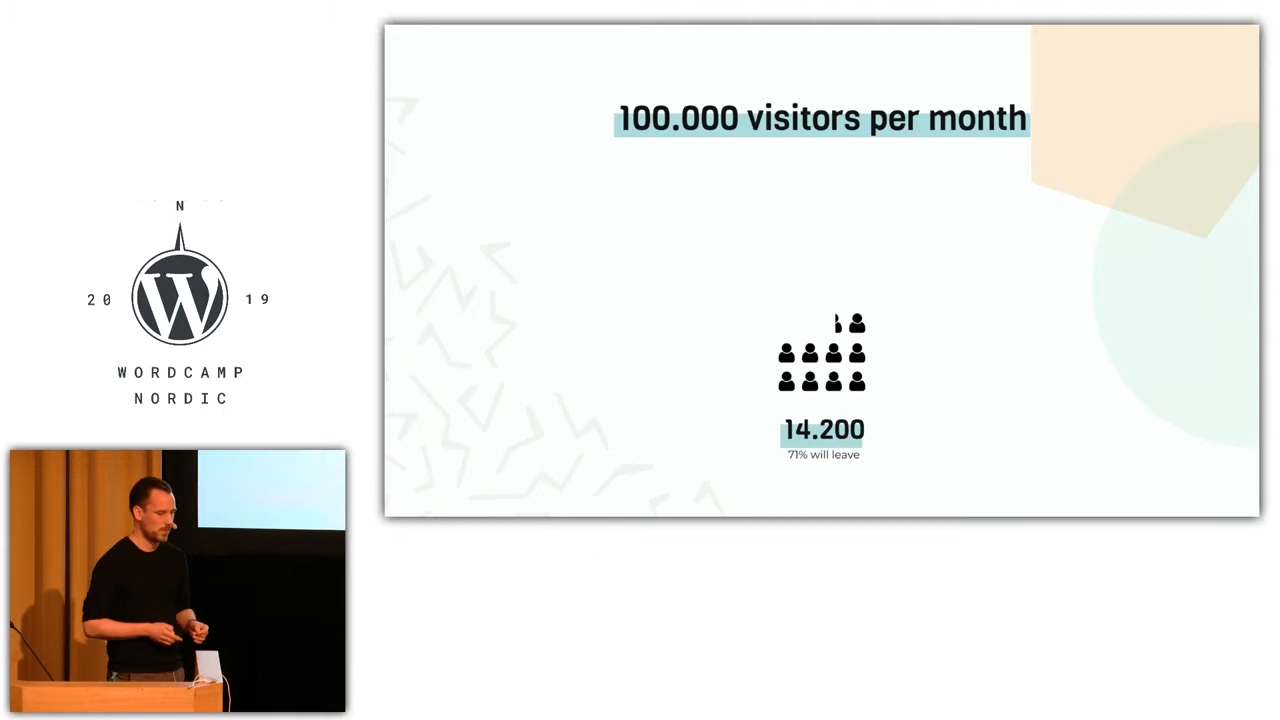 N
20 19
WORDCAMP
NORDIC
100.000 visitors per month
14.200
71% will leave